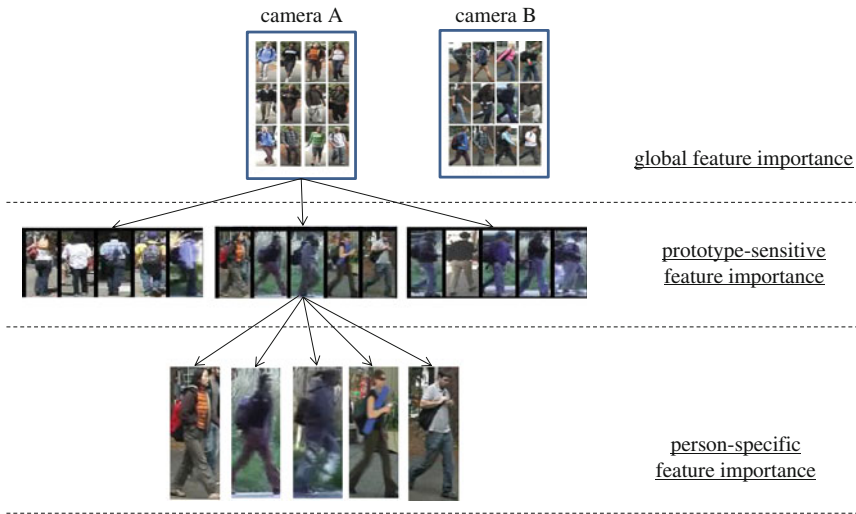 camera A
camera B
global feature importance
prototype-sensitive
feature importance
person-specific
feature importance